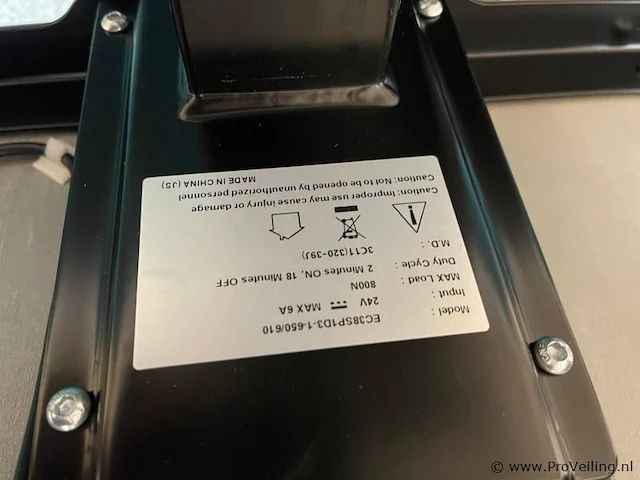 Model : EC38SP1D3-1-650/610
Input : 24V MAX 6A
MAX Load : 800N
Duty Cycle : 2 Minutes ON, 18 Minutes OFF
M.D. : 3C11(320-39J)
Caution: Improper use may cause injury or damage
Caution: Not to be opened by unauthorized personnel
MADE IN CHINA (JS)
© www.ProVeiling.nl